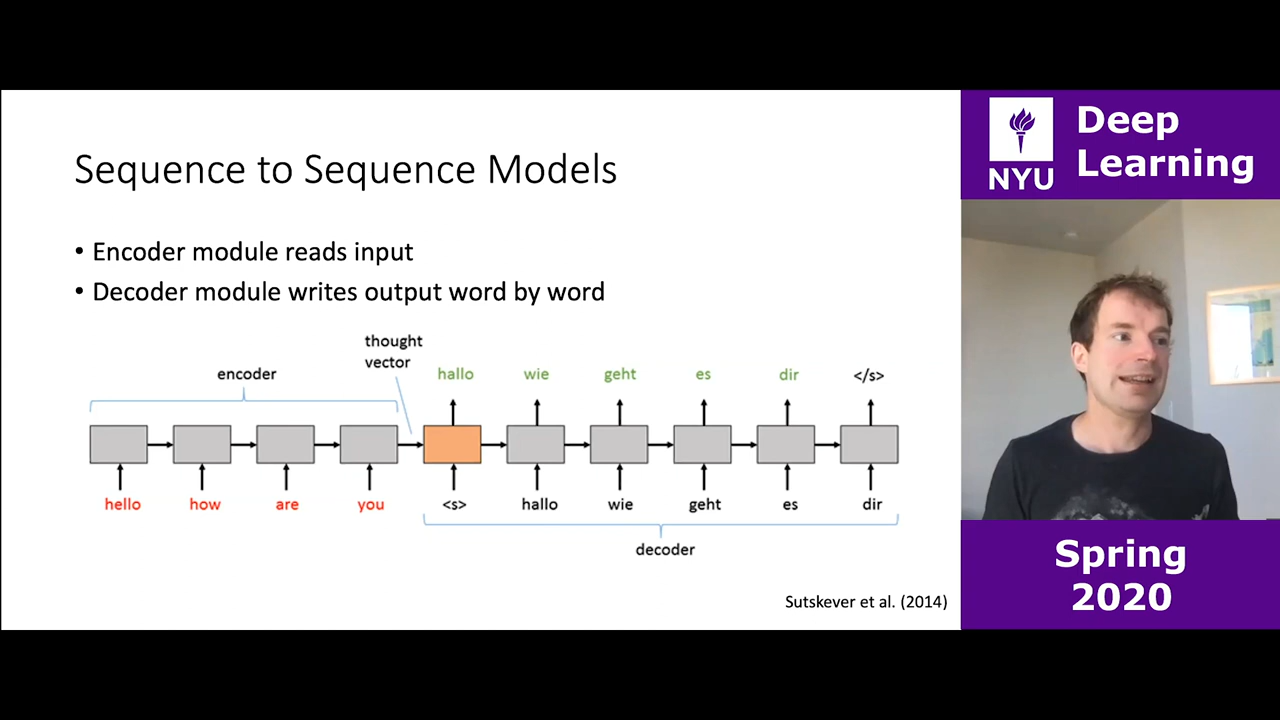 Sequence to Sequence Models
• Encoder module reads input
• Decoder module writes output word by word
thought
vector
encoder
hallo wie geht es dir </s>
hello how are you <s> hallo wie geht es dir
decoder
Sutskever et al. (2014)
NYU
Deep
Learning
Spring
2020